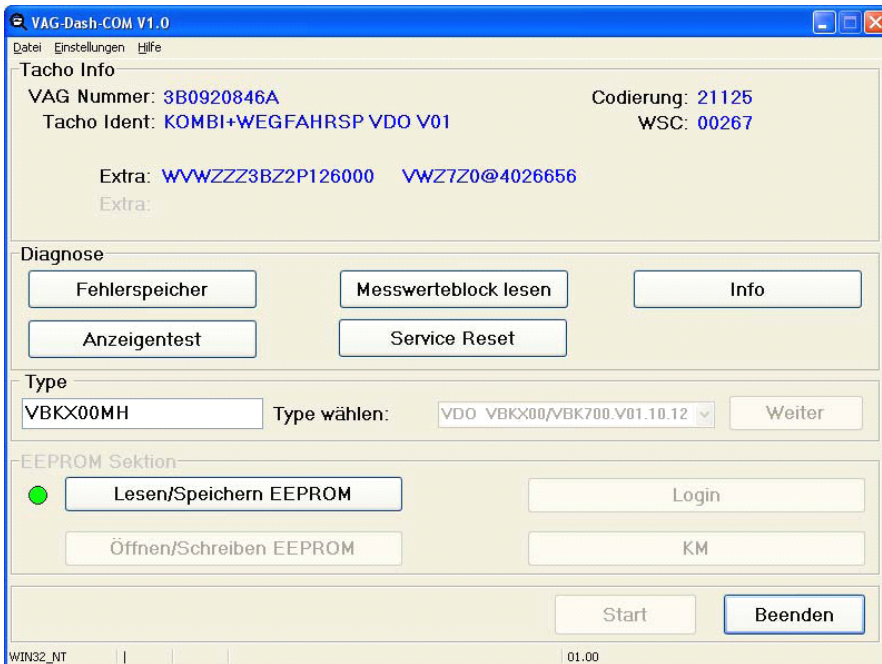 VAG-Dash-COM V1.0
Datei Einstellungen Hilfe
Tacho Info
VAG Nummer: 3B0920846A Codierung: 21125
Tacho Ident: KOMBI+WEGFAHRSP VDO V01 WSC: 00267
Extra: WVWZZZ3BZ2P126000 VWZ7Z0@4026656
Extra:
Diagnose
Fehlerspeicher Messwerteblock lesen Info
Anzeigentest Service Reset
Type
VBKX00MH Type wählen: VDO VBKX00/VBK700.V01.10.12 Weiter
EEPROM Sektion
Lesen/Speichern EEPROM Login
Öffnen/Schreiben EEPROM KM
Start Beenden
WIN32_NT 01.00